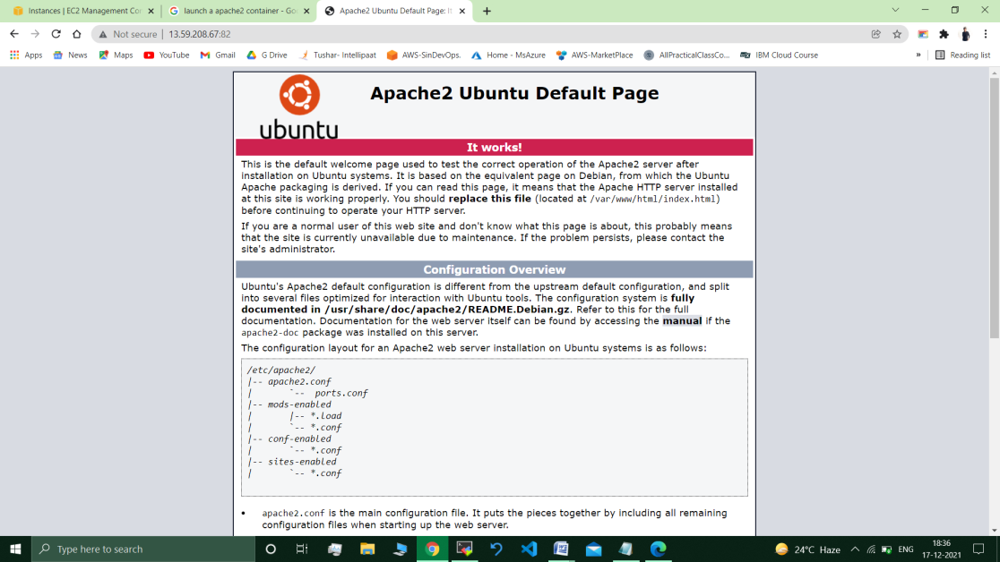 Instances | EC2 Management Co
launch a apache2 container - Goo
Apache2 Ubuntu Default Page: It
Not secure | 13.59.208.67:82
Apps
News
Maps
YouTube
Gmail
G Drive
Tushar- Intellipaat
AWS-SinDevOps.
Home - MsAzure
AWS-MarketPlace
AllPracticalClassCo...
IBM Cloud Course
»
Reading list
ubuntu
Apache2 Ubuntu Default Page
It works!
This is the default welcome page used to test the correct operation of the Apache2 server after
installation on Ubuntu systems. It is based on the equivalent page on Debian, from which the Ubuntu
Apache packaging is derived. If you can read this page, it means that the Apache HTTP server installed
at this site is working properly. You should replace this file (located at /var/www/html/index.html)
before continuing to operate your HTTP server.
If you are a normal user of this web site and don't know what this page is about, this probably means
that the site is currently unavailable due to maintenance. If the problem persists, please contact the
site's administrator.
Configuration Overview
Ubuntu's Apache2 default configuration is different from the upstream default configuration, and split
into several files optimized for interaction with Ubuntu tools. The configuration system is fully
documented in /usr/share/doc/apache2/README.Debian.gz. Refer to this for the full
documentation. Documentation for the web server itself can be found by accessing the manual if the
apache2-doc package was installed on this server.
The configuration layout for an Apache2 web server installation on Ubuntu systems is as follows:
/etc/apache2/
|-- apache2.conf
|       `--  ports.conf
|-- mods-enabled
|       |-- *.load
|       `-- *.conf
|-- conf-enabled
|       `-- *.conf
|-- sites-enabled
|       `-- *.conf
• apache2.conf is the main configuration file. It puts the pieces together by including all remaining
configuration files when starting up the web server.
Type here to search
24°C Haze
ENG
18:36
17-12-2021